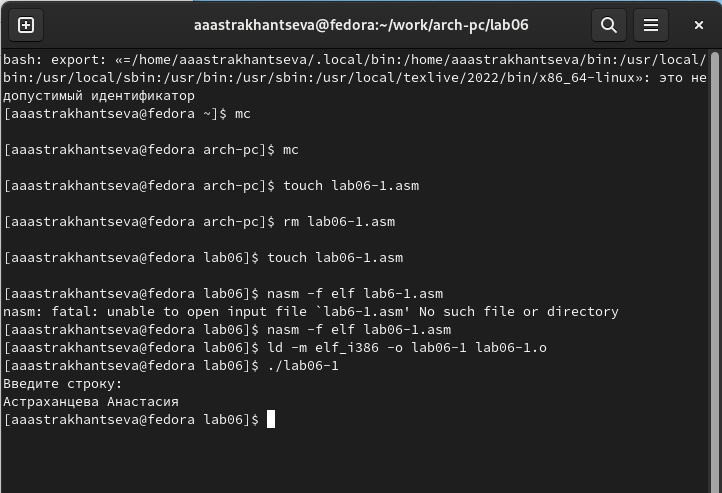 aaastrakhantseva@fedora:~/work/arch-pc/lab06
bash: export: «=/home/aaastrakhantseva/.local/bin:/home/aaastrakhantseva/bin:/usr/local/
bin:/usr/local/sbin:/usr/bin:/usr/sbin:/usr/local/texlive/2022/bin/x86_64-linux»: это не
допустимый идентификатор
[aaastrakhantseva@fedora ~]$ mc
[aaastrakhantseva@fedora arch-pc]$ mc
[aaastrakhantseva@fedora arch-pc]$ touch lab06-1.asm
[aaastrakhantseva@fedora arch-pc]$ rm lab06-1.asm
[aaastrakhantseva@fedora lab06]$ touch lab06-1.asm
[aaastrakhantseva@fedora lab06]$ nasm -f elf lab6-1.asm
nasm: fatal: unable to open input file `lab6-1.asm' No such file or directory
[aaastrakhantseva@fedora lab06]$ nasm -f elf lab06-1.asm
[aaastrakhantseva@fedora lab06]$ ld -m elf_i386 -o lab06-1 lab06-1.o
[aaastrakhantseva@fedora lab06]$ ./lab06-1
Введите строку:
Астраханцева Анастасия
[aaastrakhantseva@fedora lab06]$